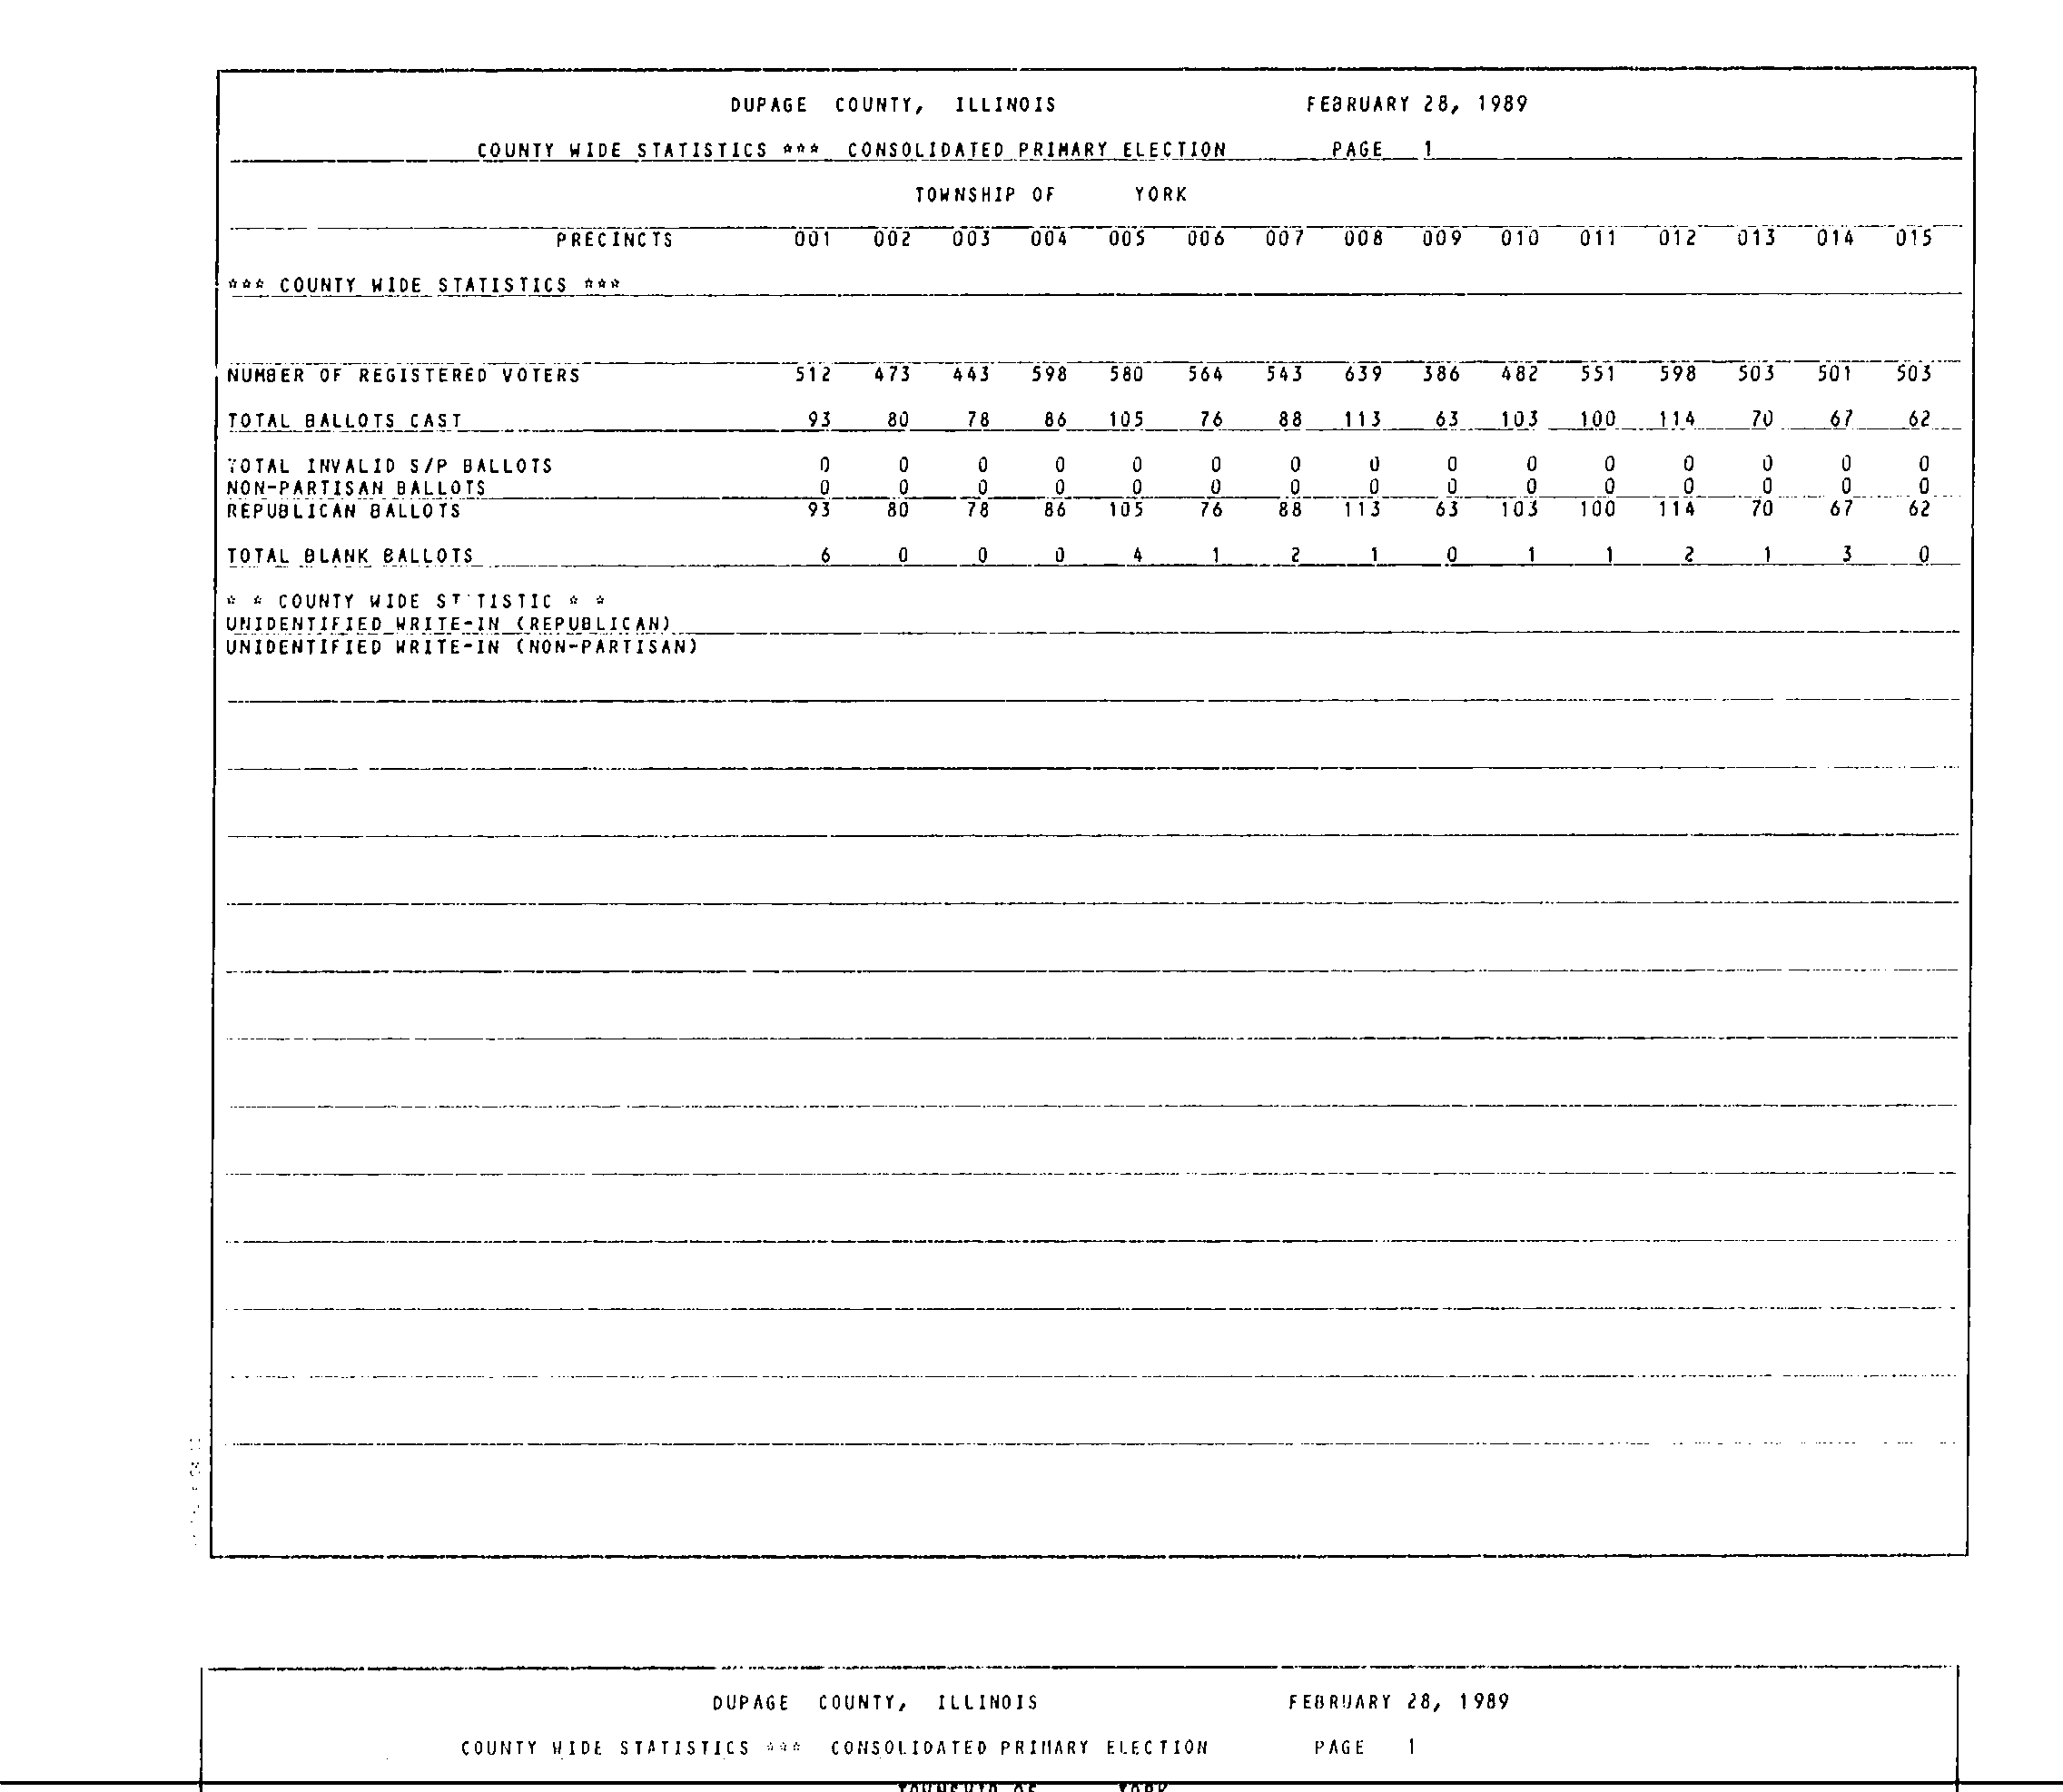 DUPAGE COUNTY, ILLINOIS FEBRUARY 28, 1989
COUNTY WIDE STATISTICS *** CONSOLIDATED PRIMARY ELECTION PAGE 1
TOWNSHIP OF YORK
PRECINCTS 001 002 003 004 005 006 007 008 009 010 011 012 013 014 015
*** COUNTY WIDE STATISTICS ***
NUMBER OF REGISTERED VOTERS 512 473 443 598 580 564 543 639 386 482 551 598 503 501 503
TOTAL BALLOTS CAST 93 80 78 86 105 76 88 113 63 103 100 114 70 67 62
TOTAL INVALID S/P BALLOTS 0 0 0 0 0 0 0 0 0 0 0 0 0 0 0
NON-PARTISAN BALLOTS 0 0 0 0 0 0 0 0 0 0 0 0 0 0 0
REPUBLICAN BALLOTS 93 80 78 86 105 76 88 113 63 103 100 114 70 67 62
TOTAL BLANK BALLOTS 6 0 0 0 4 1 2 1 0 1 1 2 1 3 0
* * COUNTY WIDE ST TISTIC * *
UNIDENTIFIED WRITE-IN (REPUBLICAN)
UNIDENTIFIED WRITE-IN (NON-PARTISAN)
DUPAGE COUNTY, ILLINOIS FEBRUARY 28, 1989
COUNTY WIDE STATISTICS *** CONSOLIDATED PRIMARY ELECTION PAGE 1
TOWNSHIP OF YORK